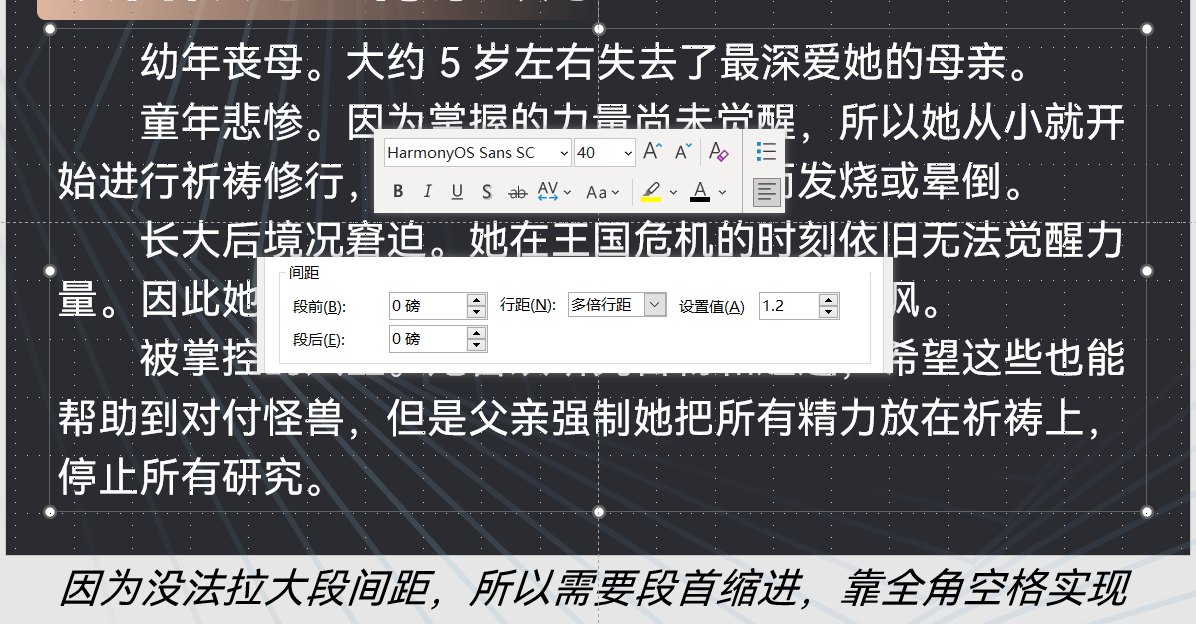 幼年丧母。大约 5 岁左右失去了最深爱她的母亲。
童年悲惨。因为掌握的力量尚未觉醒，所以她从小就开
HarmonyOS Sans SC 40
始进行祈祷修行，而发烧或晕倒。
B I U S ab AV Aa A
长大后境况窘迫。她在王国危机的时刻依旧无法觉醒力
间距
量。因此她
段前(B): 0 磅 行距(N): 多倍行距 设置值(A) 1.2
段后(E): 0 磅
被掌控，希望这些也能
帮助到对付怪兽，但是父亲强制她把所有精力放在祈祷上，
停止所有研究。
因为没法拉大段间距，所以需要段首缩进，靠全角空格实现